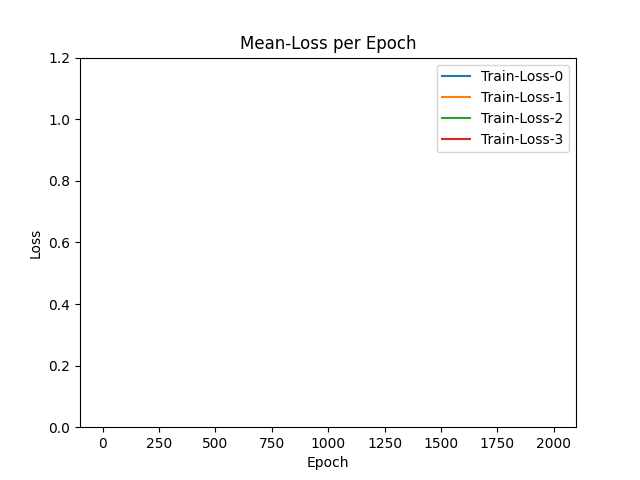 Mean-Loss per Epoch
Train-Loss-0
Train-Loss-1
Train-Loss-2
Train-Loss-3
1.2
1.0
0.8
0.6
0.4
0.2
0.0
Loss
0 250 500 750 1000 1250 1500 1750 2000
Epoch